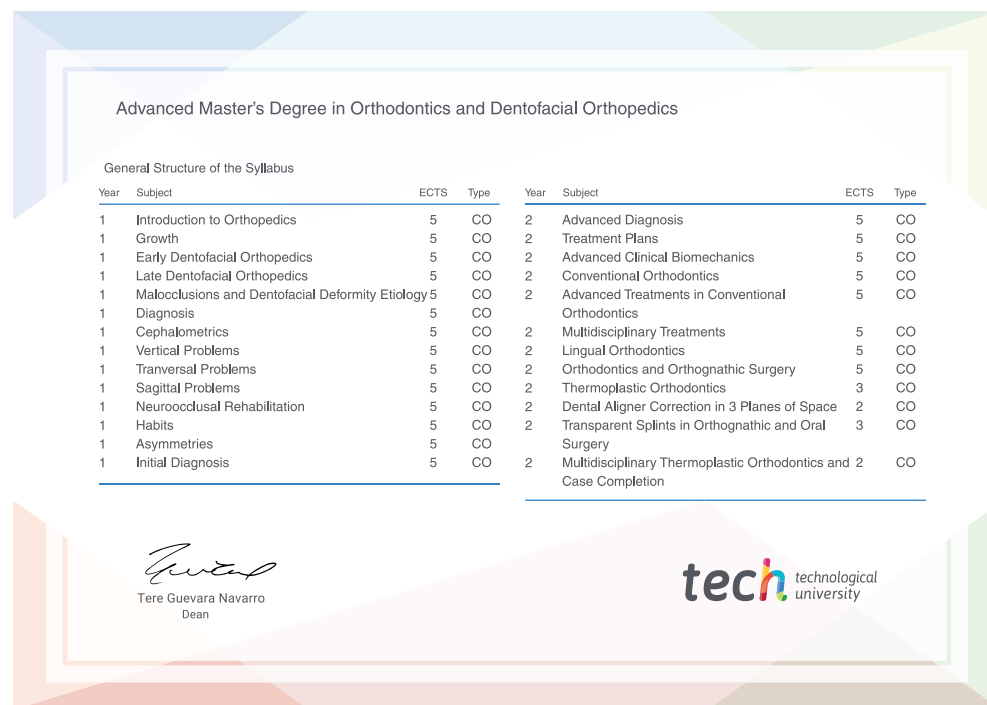 Advanced Master's Degree in Orthodontics and Dentofacial Orthopedics
General Structure of the Syllabus
Year Subject ECTS Type
1 Introduction to Orthopedics 5 CO
1 Growth 5 CO
1 Early Dentofacial Orthopedics 5 CO
1 Late Dentofacial Orthopedics 5 CO
1 Malocclusions and Dentofacial Deformity Etiology 5 CO
1 Diagnosis 5 CO
1 Cephalometrics 5 CO
1 Vertical Problems 5 CO
1 Tranversal Problems 5 CO
1 Sagittal Problems 5 CO
1 Neuroocclusal Rehabilitation 5 CO
1 Habits 5 CO
1 Asymmetries 5 CO
1 Initial Diagnosis 5 CO
Year Subject ECTS Type
2 Advanced Diagnosis 5 CO
2 Treatment Plans 5 CO
2 Advanced Clinical Biomechanics 5 CO
2 Conventional Orthodontics 5 CO
2 Advanced Treatments in Conventional 5 CO
Orthodontics
2 Multidisciplinary Treatments 5 CO
2 Lingual Orthodontics 5 CO
2 Orthodontics and Orthognathic Surgery 5 CO
2 Thermoplastic Orthodontics 3 CO
2 Dental Aligner Correction in 3 Planes of Space 2 CO
2 Transparent Splints in Orthognathic and Oral 3 CO
Surgery
2 Multidisciplinary Thermoplastic Orthodontics and 2 CO
Case Completion
Tere Guevara Navarro
Dean
tech technological
university